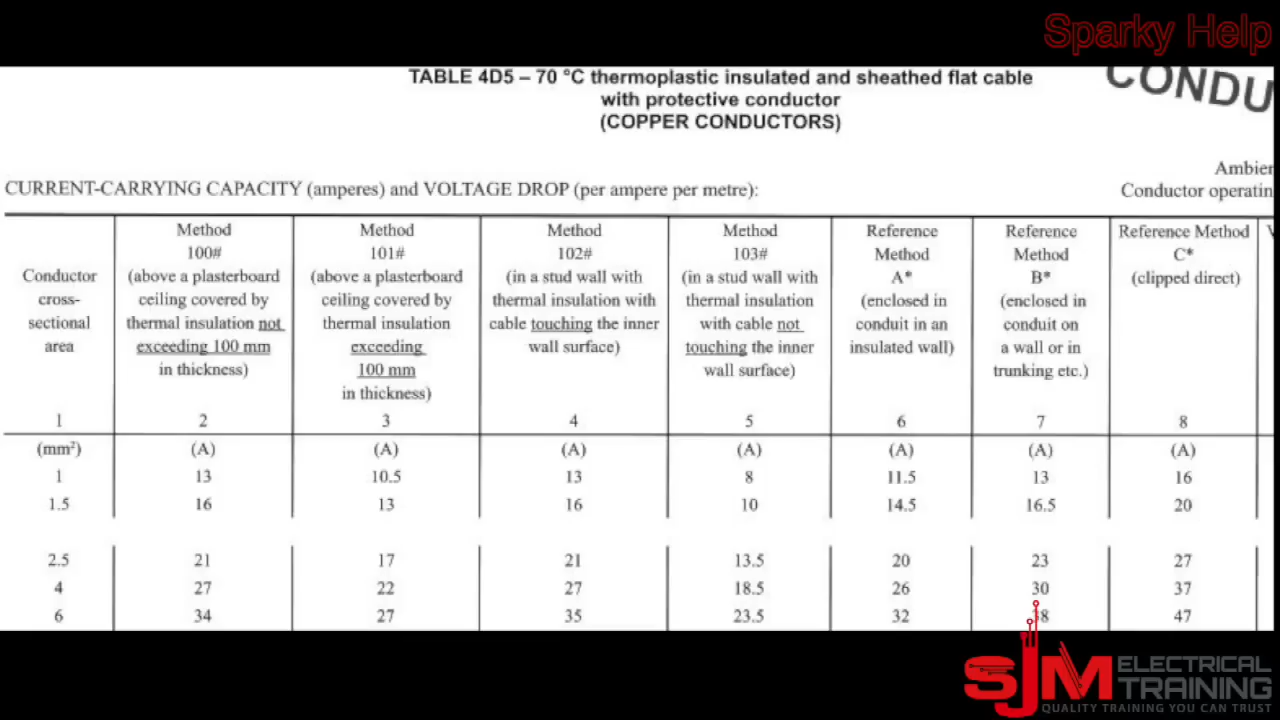 Sparky Help
TABLE 4D5 – 70 °C thermoplastic insulated and sheathed flat cable
with protective conductor
(COPPER CONDUCTORS)
CONDU
Ambien
CURRENT-CARRYING CAPACITY (amperes) and VOLTAGE DROP (per ampere per metre):
Conductor operatin
Conductor
cross-
sectional
area
1
Method
100#
(above a plasterboard
ceiling covered by
thermal insulation not
exceeding 100 mm
in thickness)
2
Method
101#
(above a plasterboard
ceiling covered by
thermal insulation
exceeding
100 mm
in thickness)
3
Method
102#
(in a stud wall with
thermal insulation with
cable touching the inner
wall surface)
4
Method
103#
(in a stud wall with
thermal insulation
with cable not
touching the inner
wall surface)
5
Reference
Method
A*
(enclosed in
conduit in an
insulated wall)
6
Reference
Method
B*
(enclosed in
conduit on
a wall or in
trunking etc.)
7
Reference Method
C*
(clipped direct)
8
(mm²) (A) (A) (A) (A) (A) (A) (A)
1 13 10.5 13 8 11.5 13 16
1.5 16 13 16 10 14.5 16.5 20
2.5 21 17 21 13.5 20 23 27
4 27 22 27 18.5 26 30 37
6 34 27 35 23.5 32 47
SJM ELECTRICAL
TRAINING
QUALITY TRAINING YOU CAN TRUST